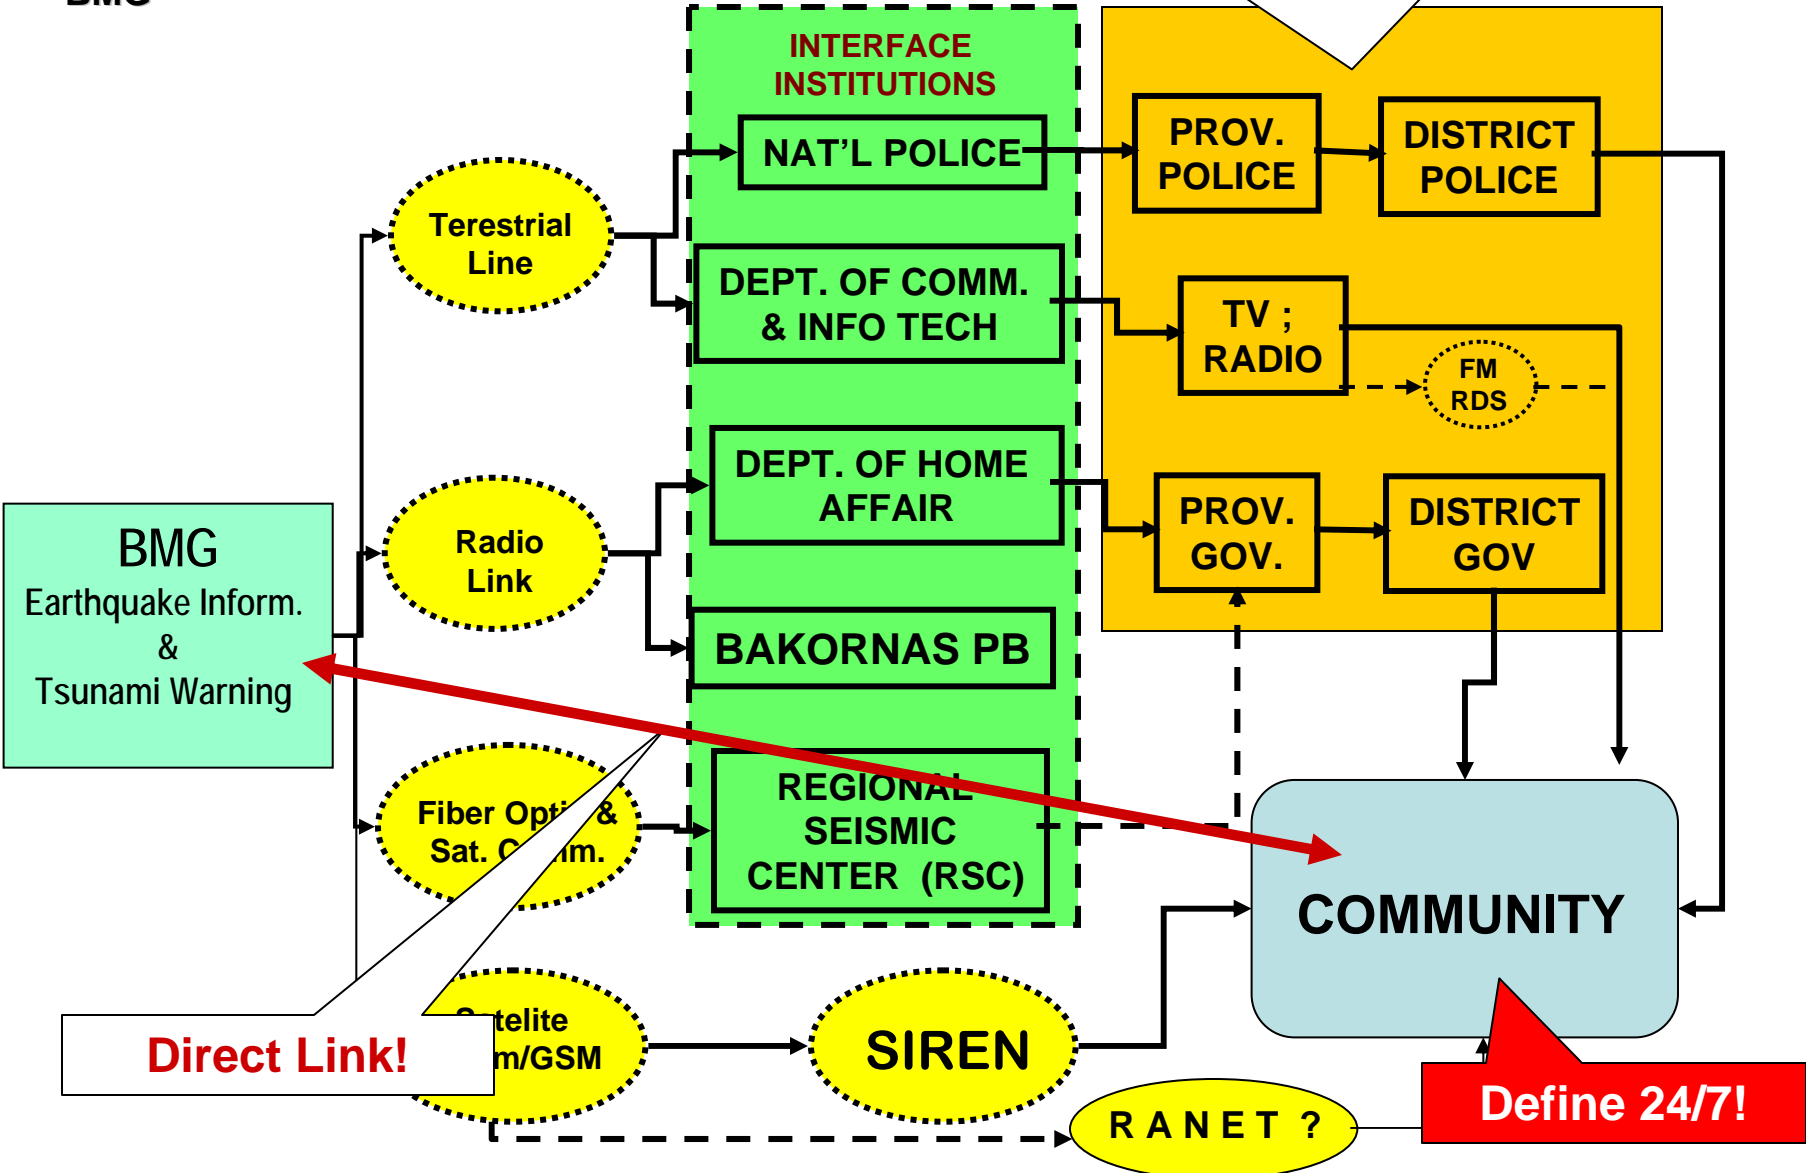 BMG
INTERFACE
INSTITUTIONS
NAT’L POLICE
PROV.
POLICE
DISTRICT
POLICE
Terestrial
Line
DEPT. OF COMM.
& INFO TECH
TV ;
RADIO
FM
RDS
DEPT. OF HOME
AFFAIR
PROV.
GOV.
DISTRICT
GOV
BMG
Earthquake Inform.
&
Tsunami Warning
Radio
Link
BAKORNAS PB
Fiber Optic &
Sat.
REGIONAL
SEISMIC
CENTER (RSC)
COMMUNITY
Direct Link!
SIREN
R A N E T ?
Define 24/7!